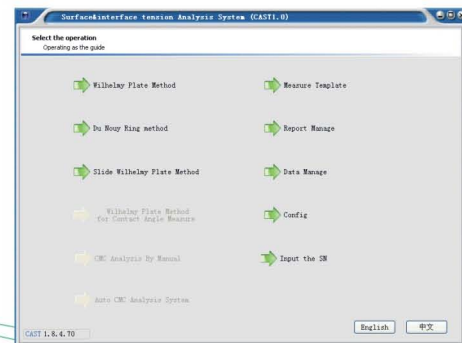 Surface&interface tension Analysis System (CAST1.0)
Select the operation
Operating as the guide
Wilhelmy Plate Method
Du Nouy Ring method
Slide Wilhelmy Plate Method
Wilhelmy Plate Method
for Contact Angle Measure
CMC Analysis By Manual
Auto CMC Analysis System
Measure Template
Report Manage
Data Manage
Config
Input the SN
English
中文
CAST 1.8.4.70